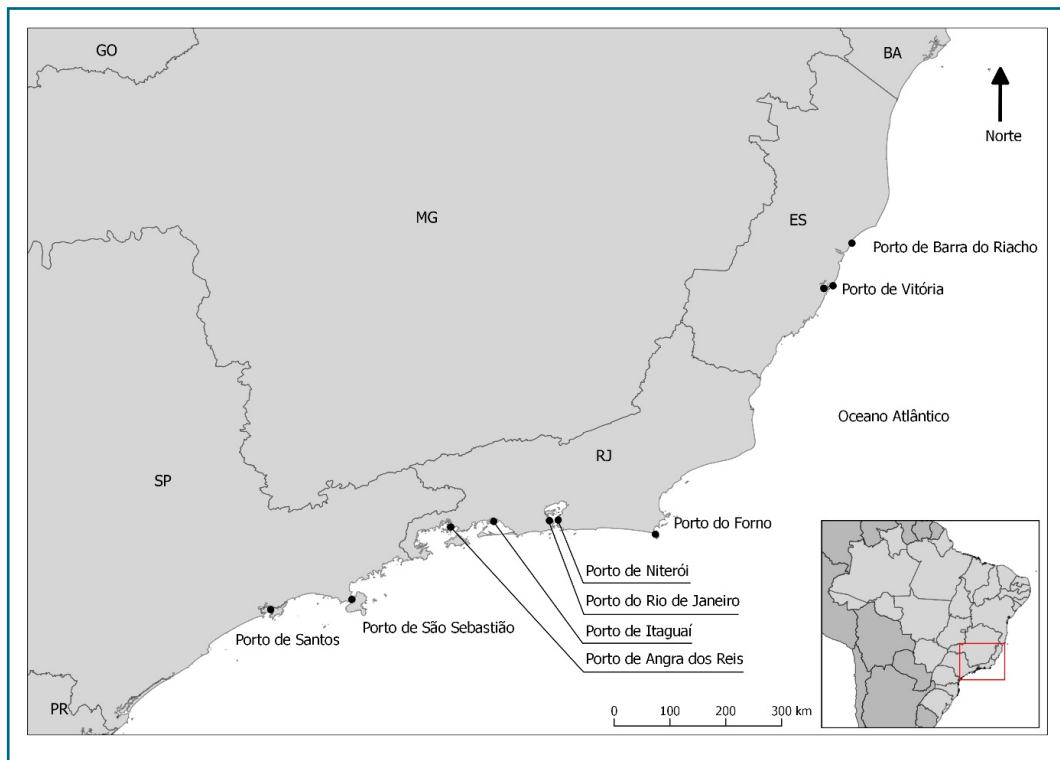 GO
BA
Norte
MG
ES
Porto de Barra do Riacho
Porto de Vitória
Oceano Atlântico
SP
RJ
Porto do Forno
Porto de Niterói
Porto do Rio de Janeiro
Porto de Santos
Porto de São Sebastião
Porto de Itaguaí
Porto de Angra dos Reis
PR
0 100 200 300 km